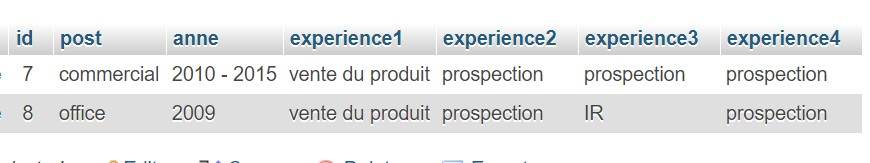 id post anne experience1 experience2 experience3 experience4
7 commercial 2010 - 2015 vente du produit prospection prospection prospection
8 office 2009 vente du produit prospection IR prospection